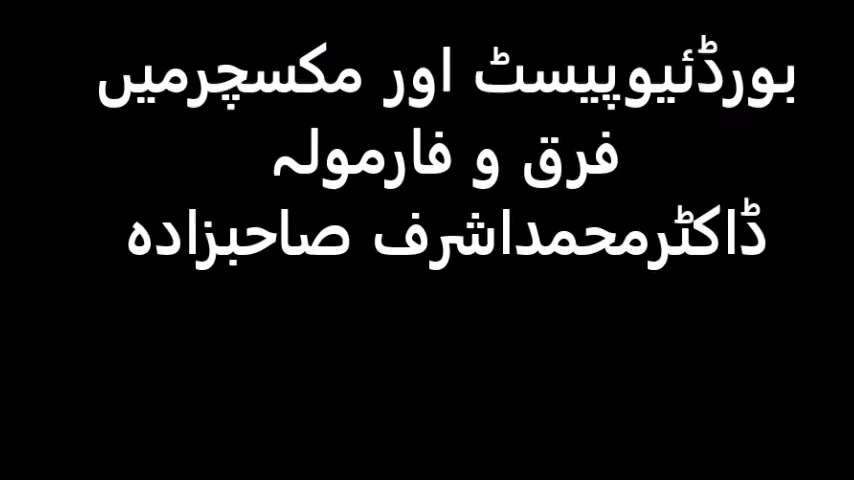 بورڈئیوپیسٹ اور مکسچرمیں
فرق و فارمولہ
ڈاکٹرمحمداشرف صاحبزادہ